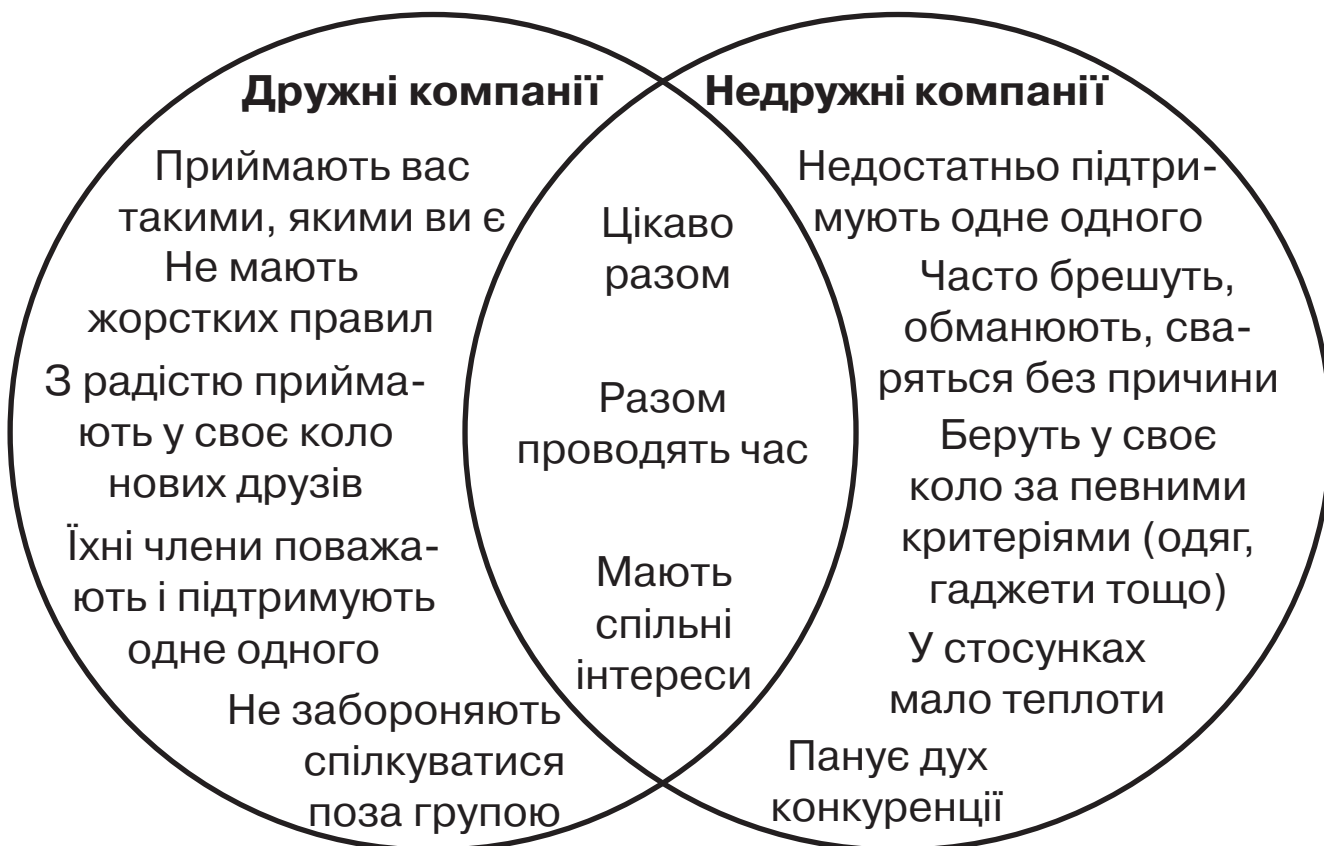 Дружні компанії
Приймають вас
такими, якими ви є
Не мають
жорстких правил
З радістю прийма-
ють у своє коло
нових друзів
Їхні члени поважа-
ють і підтримують
одне одного
Не забороняють
спілкуватися
поза групою
Цікаво
разом
Разом
проводять час
Мають
спільні
інтереси
Недружні компанії
Недостатньо підтри-
мують одне одного
Часто брешуть,
обманюють, сва-
ряться без причини
Беруть у своє
коло за певними
критеріями (одяг,
гаджети тощо)
У стосунках
мало теплоти
Панує дух
конкуренції